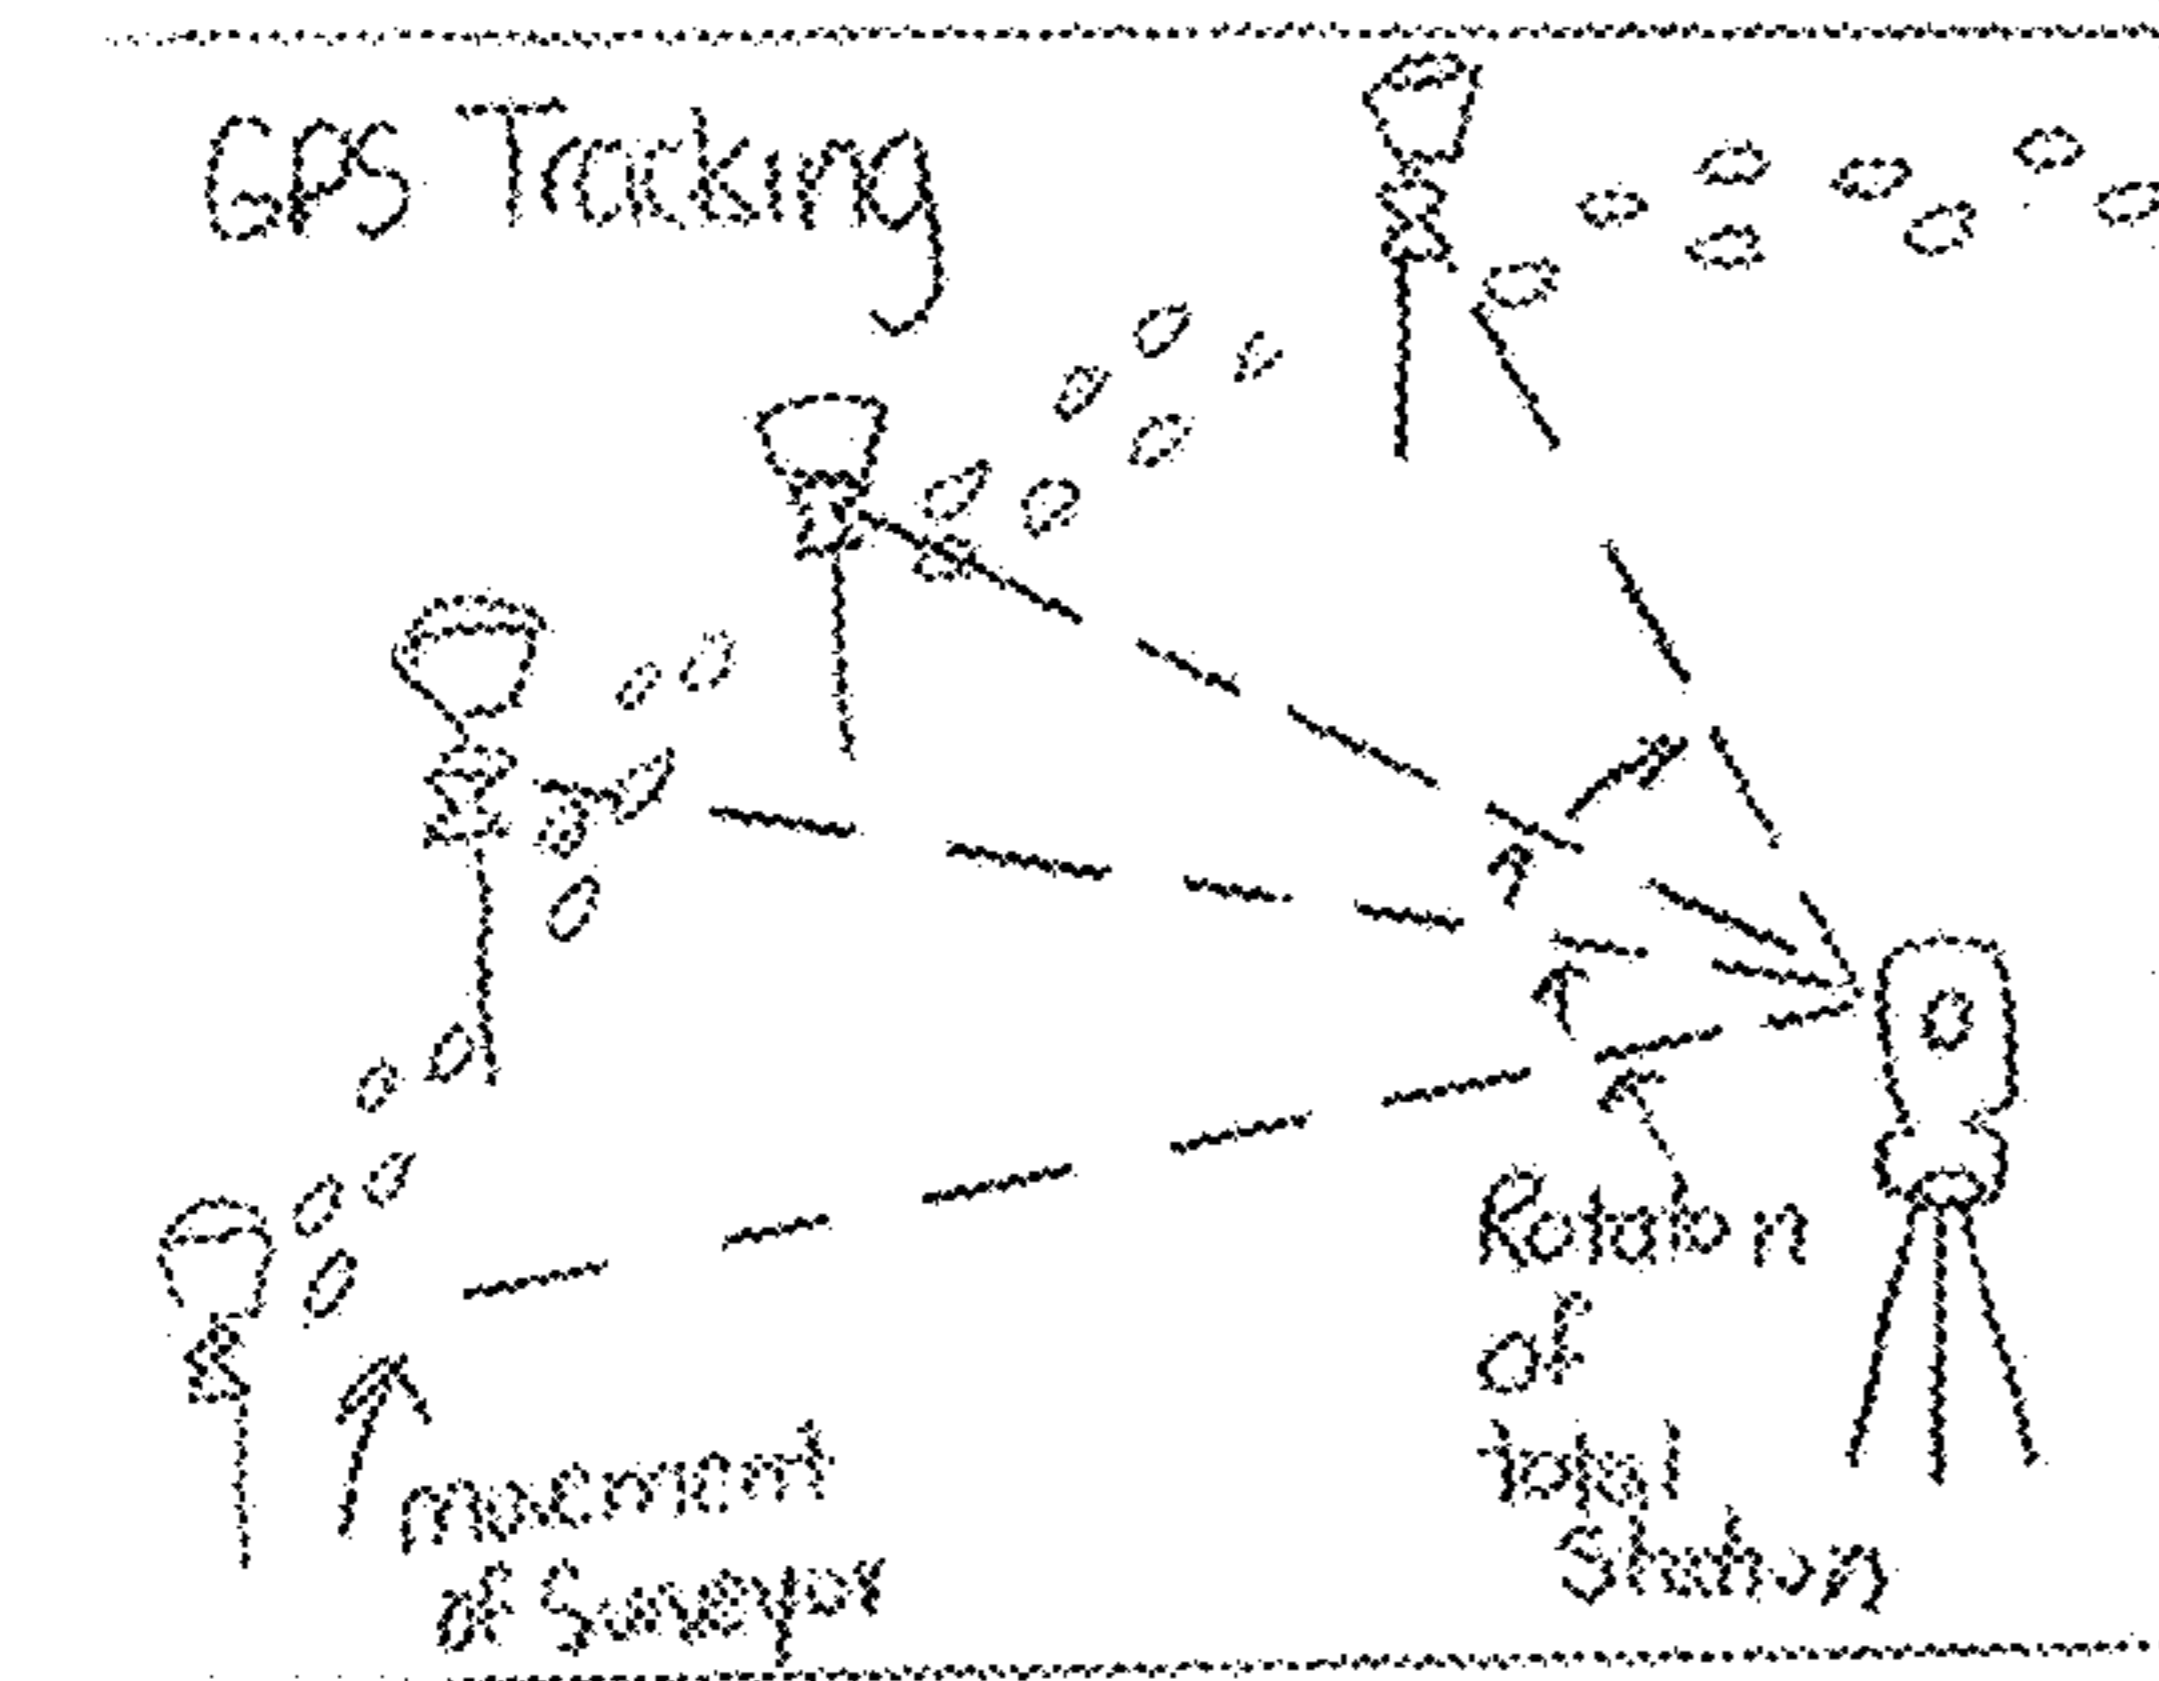 GPS Tracking
Rotation
of
total
Station
movement
of Surveyor